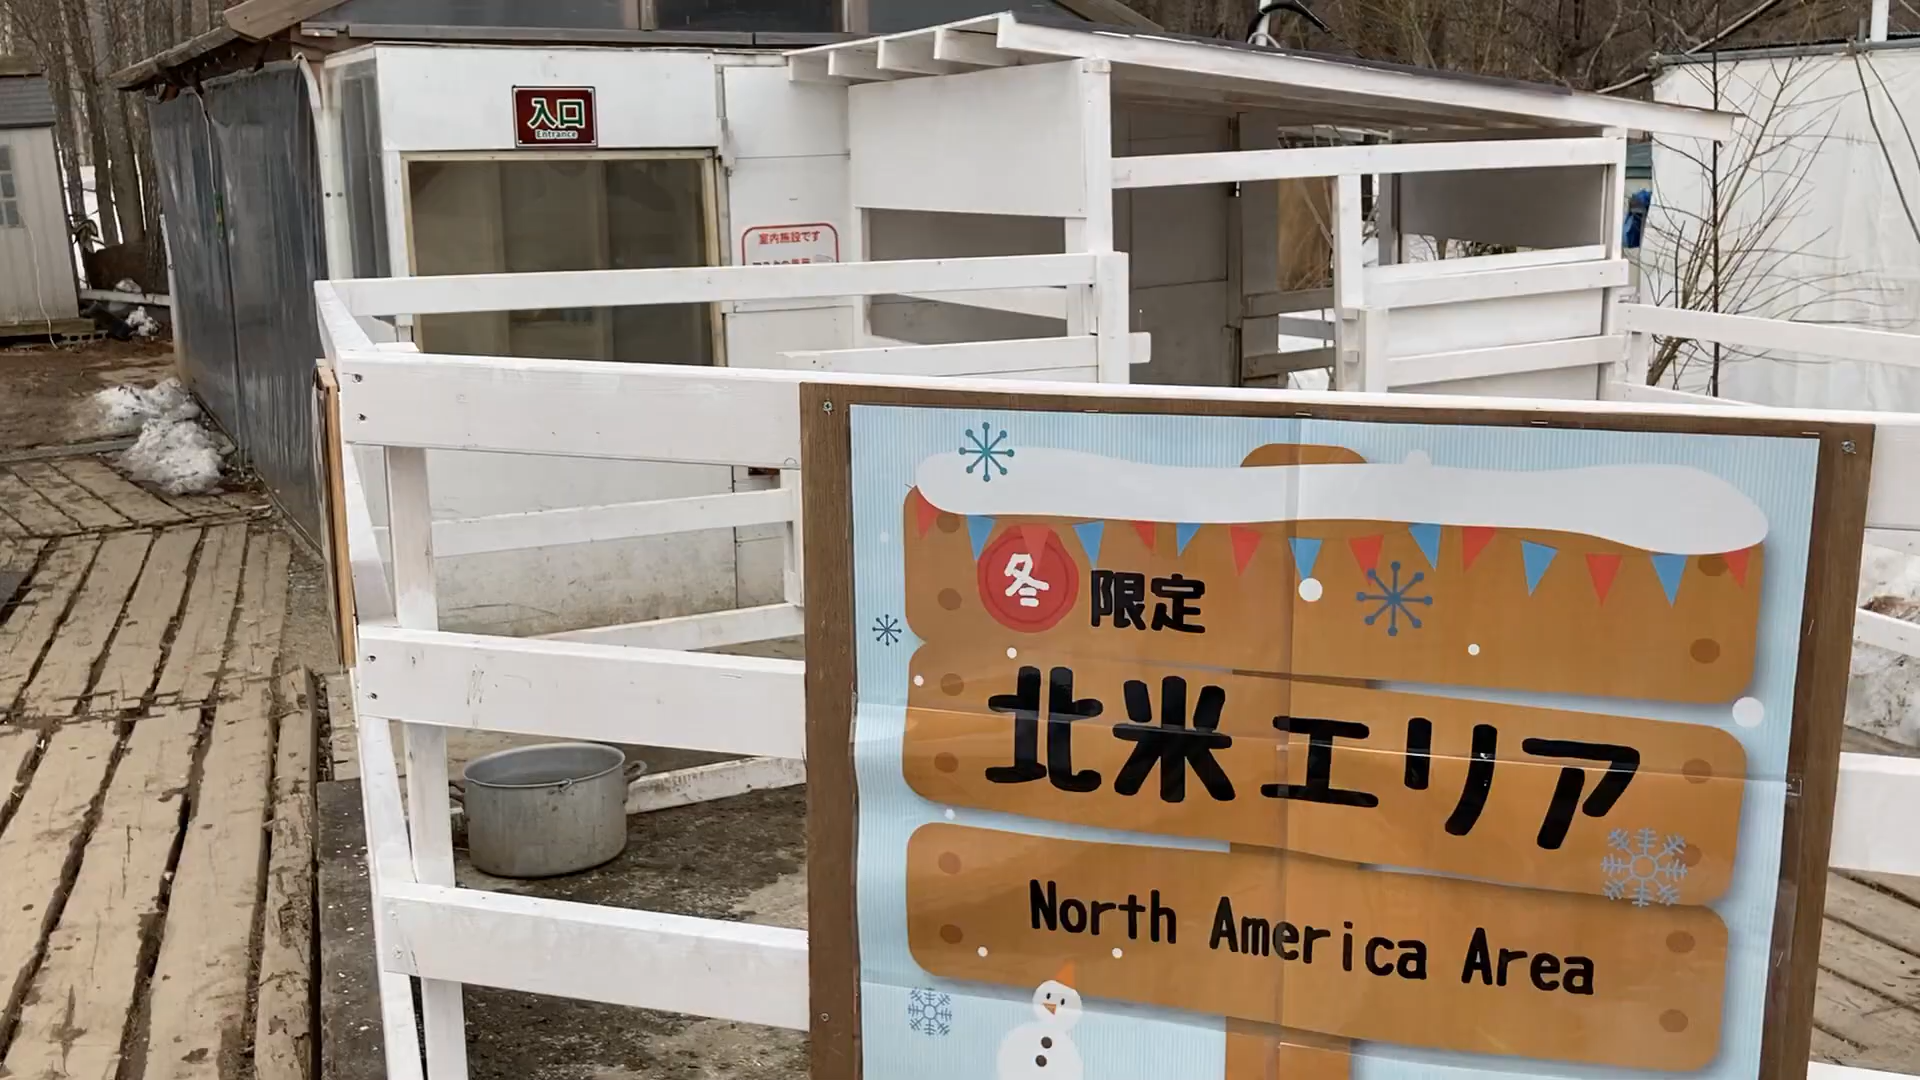 入口
Entrance
室内施設です
冬限定
北米エリア
North America Area